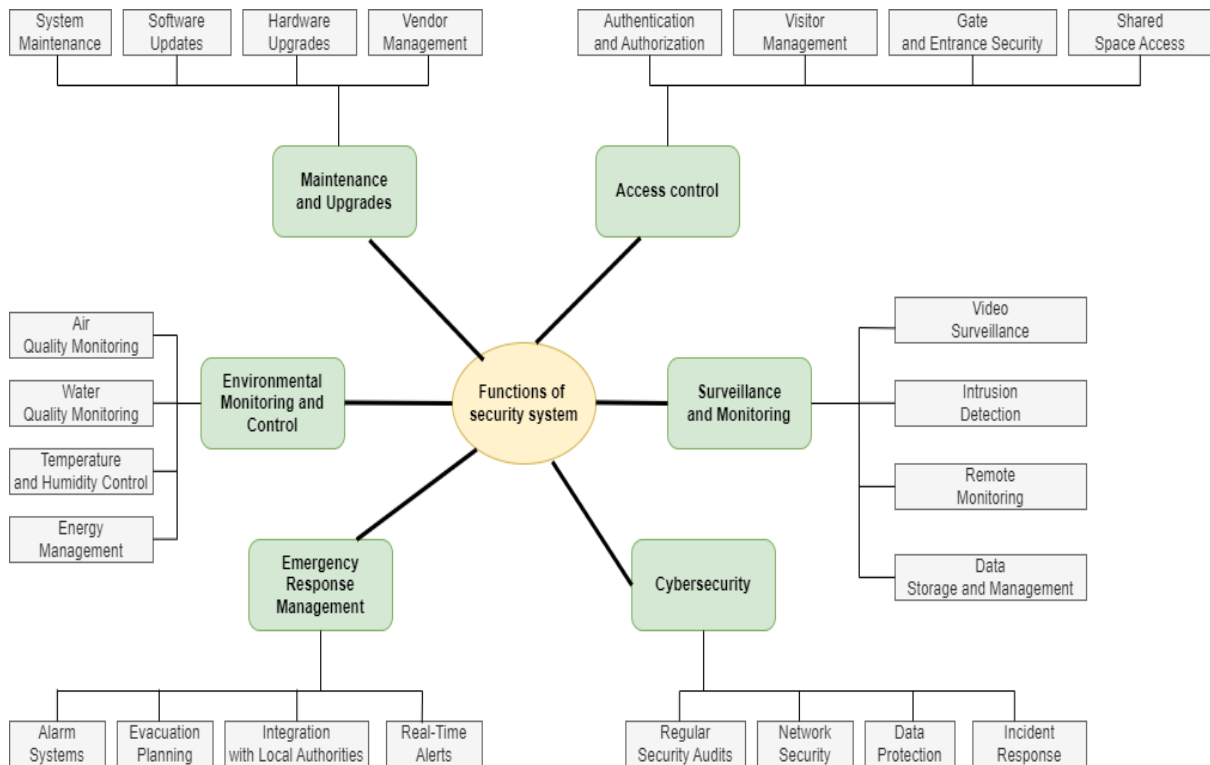 System
Maintenance
Software
Updates
Hardware
Upgrades
Vendor
Management
Authentication
and Authorization
Visitor
Management
Gate
and Entrance Security
Shared
Space Access
Maintenance
and Upgrades
Access control
Air
Quality Monitoring
Water
Quality Monitoring
Temperature
and Humidity Control
Energy
Management
Environmental
Monitoring and
Control
Functions of
security system
Surveillance
and Monitoring
Video
Surveillance
Intrusion
Detection
Remote
Monitoring
Data
Storage and Management
Emergency
Response
Management
Cybersecurity
Alarm
Systems
Evacuation
Planning
Integration
with Local Authorities
Real-Time
Alerts
Regular
Security Audits
Network
Security
Data
Protection
Incident
Response